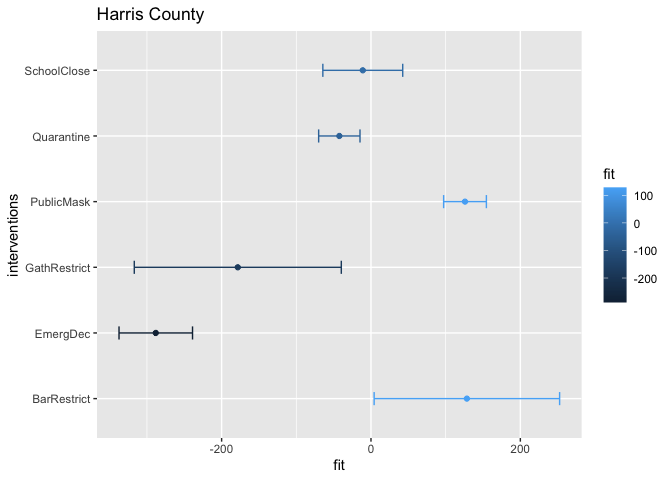 Harris County
interventions
SchoolClose
Quarantine
PublicMask
GathRestrict
EmergDec
BarRestrict
-200 0 200
fit
fit
100
0
-100
-200